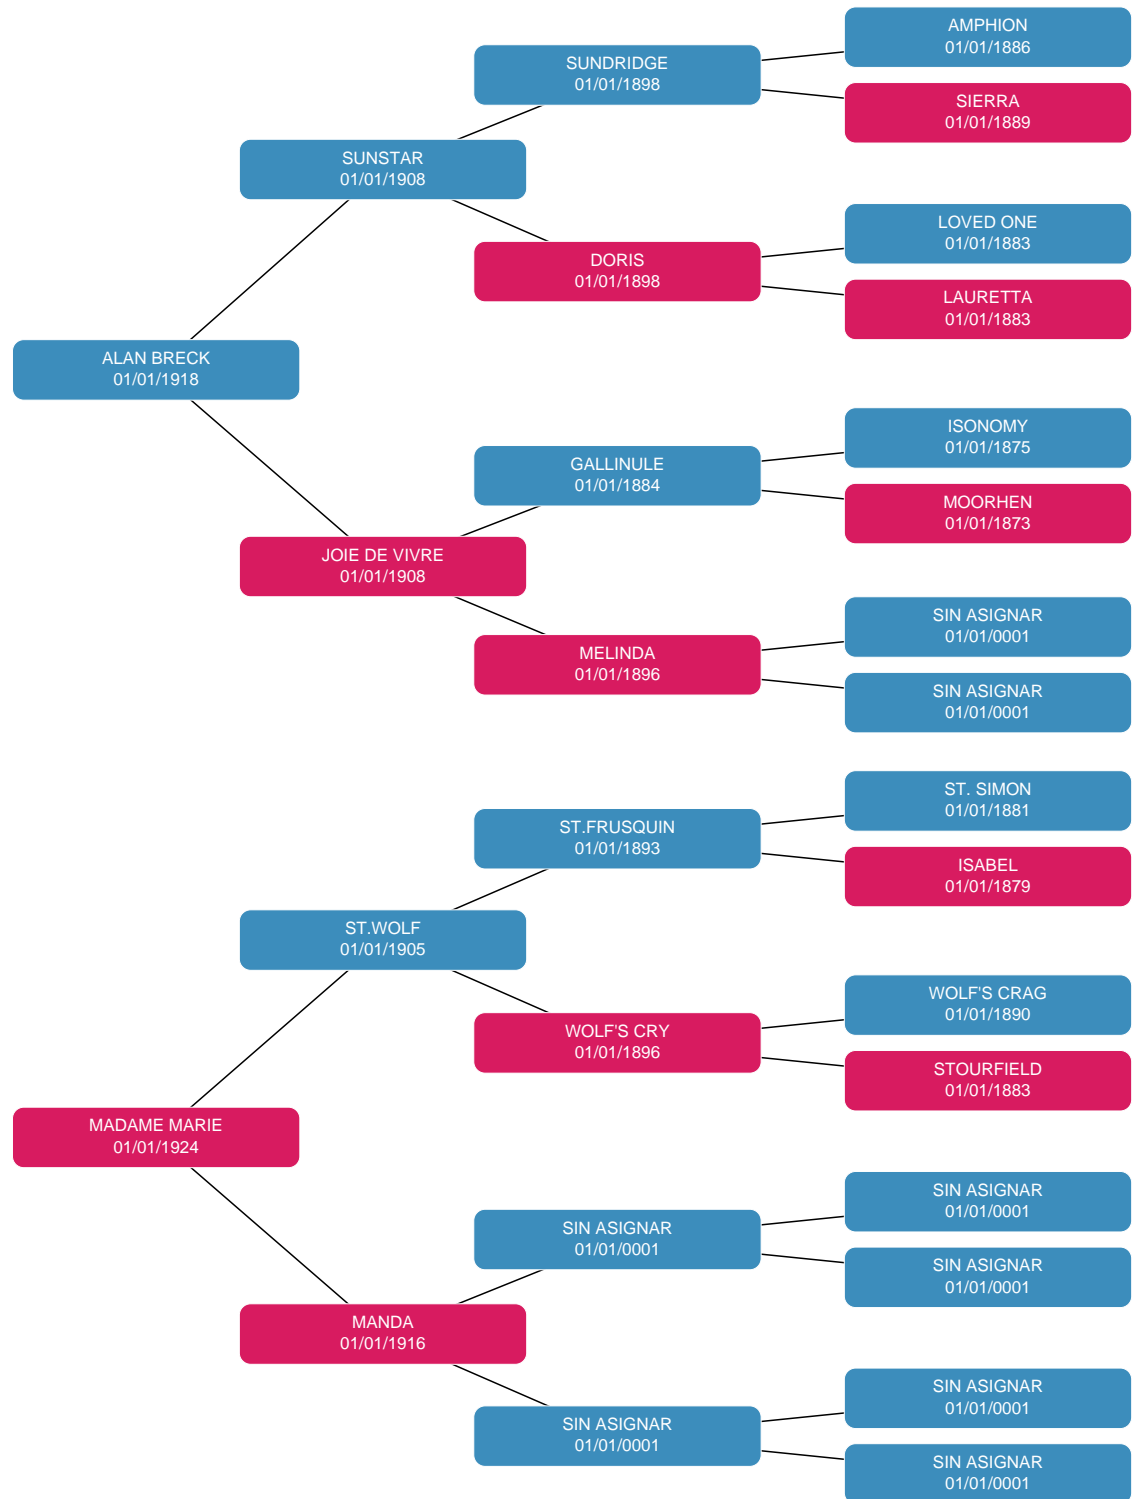 AMPHION
01/01/1886
SUNDRIDGE
01/01/1898
SIERRA
01/01/1889
SUNSTAR
01/01/1908
LOVED ONE
01/01/1883
DORIS
01/01/1898
LAURETTA
01/01/1883
ALAN BRECK
01/01/1918
ISONOMY
01/01/1875
GALLINULE
01/01/1884
MOORHEN
01/01/1873
JOIE DE VIVRE
01/01/1908
SIN ASIGNAR
01/01/0001
MELINDA
01/01/1896
SIN ASIGNAR
01/01/0001
ST. SIMON
01/01/1881
ST.FRUSQUIN
01/01/1893
ISABEL
01/01/1879
ST.WOLF
01/01/1905
WOLF'S CRAG
01/01/1890
WOLF'S CRY
01/01/1896
STOURFIELD
01/01/1883
MADAME MARIE
01/01/1924
SIN ASIGNAR
01/01/0001
SIN ASIGNAR
01/01/0001
SIN ASIGNAR
01/01/0001
MANDA
01/01/1916
SIN ASIGNAR
01/01/0001
SIN ASIGNAR
01/01/0001
SIN ASIGNAR
01/01/0001